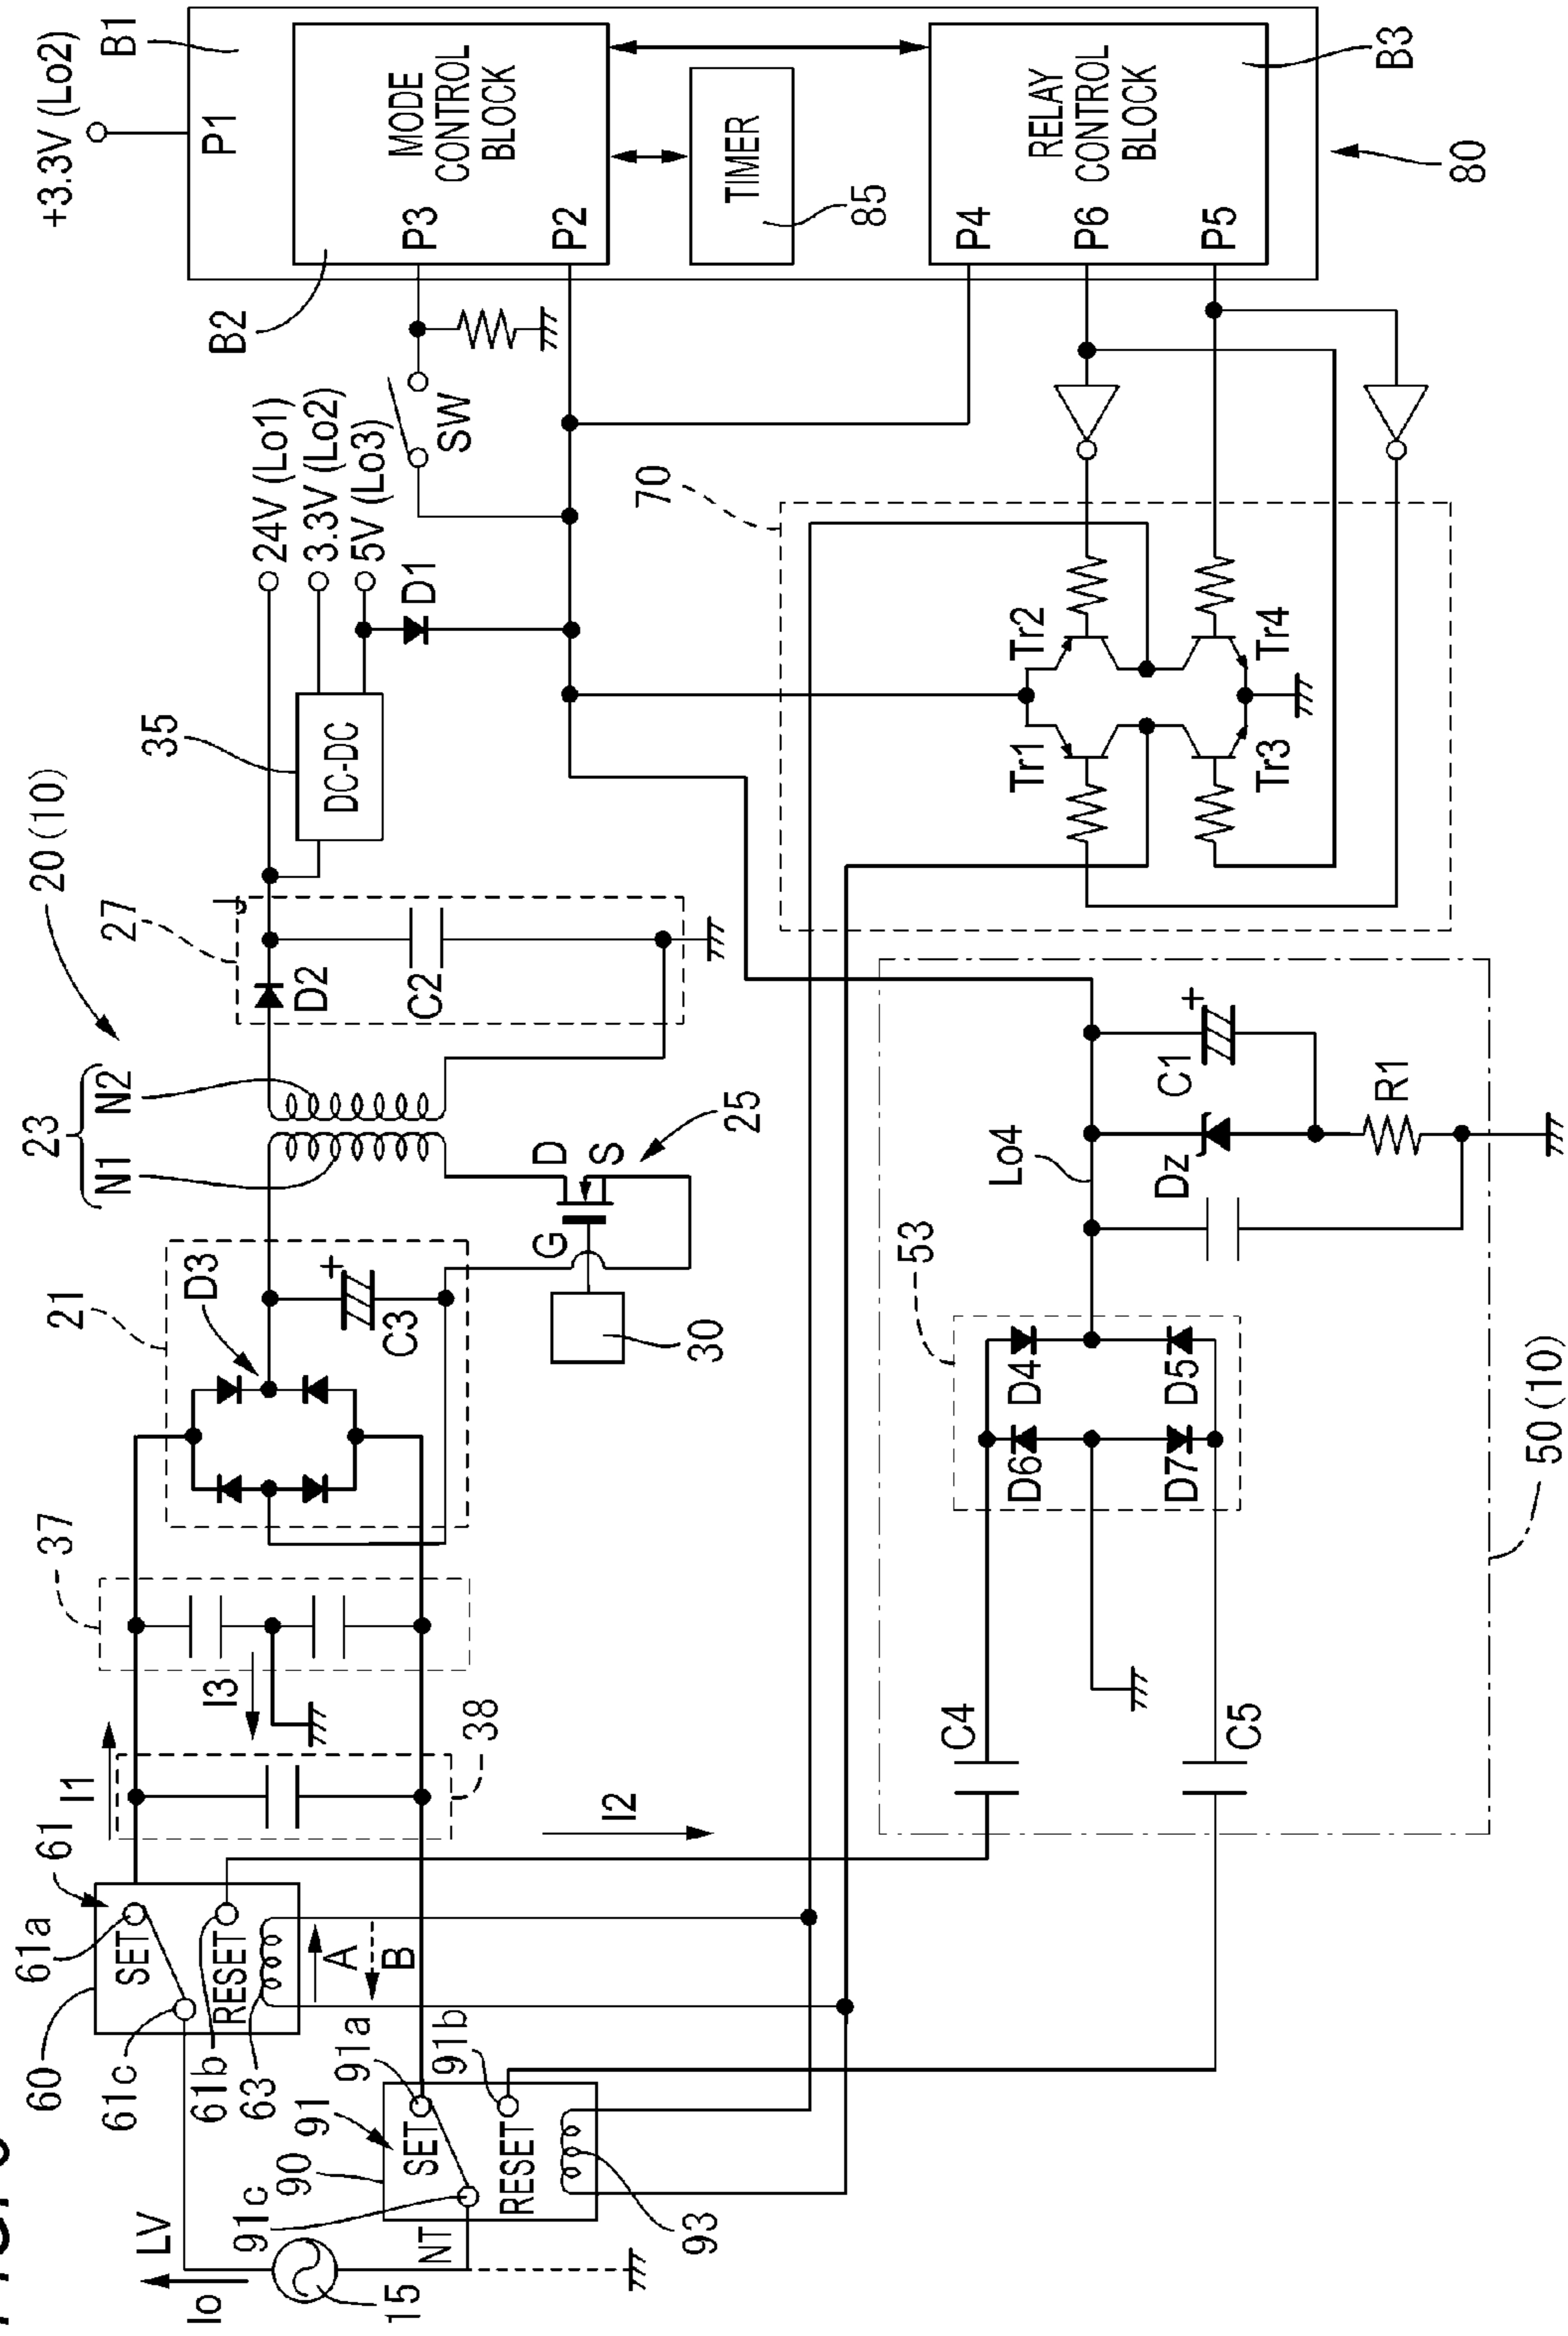 +3.3V (Lo2)
P1
B1
MODE
CONTROL
BLOCK
P3
P2
B2
TIMER
85
RELAY
CONTROL
BLOCK
P4
P6
P5
B3
80
24V (Lo1)
3.3V (Lo2)
5V (Lo3)
SW
D1
DC-DC
35
20 (10)
27
D2
C2
23
N1
N2
D
S
G
25
30
21
D3
C3
+
37
I3
38
I1
I2
61
61a
61c
61b
60
63
SET
RESET
A
B
91a
91b
91
90
91c
SET
RESET
93
NT
LV
Io
15
70
Tr1
Tr2
Tr3
Tr4
Lo4
53
D4
D5
D6
D7
Dz
C1
+
R1
C4
C5
50 (10)